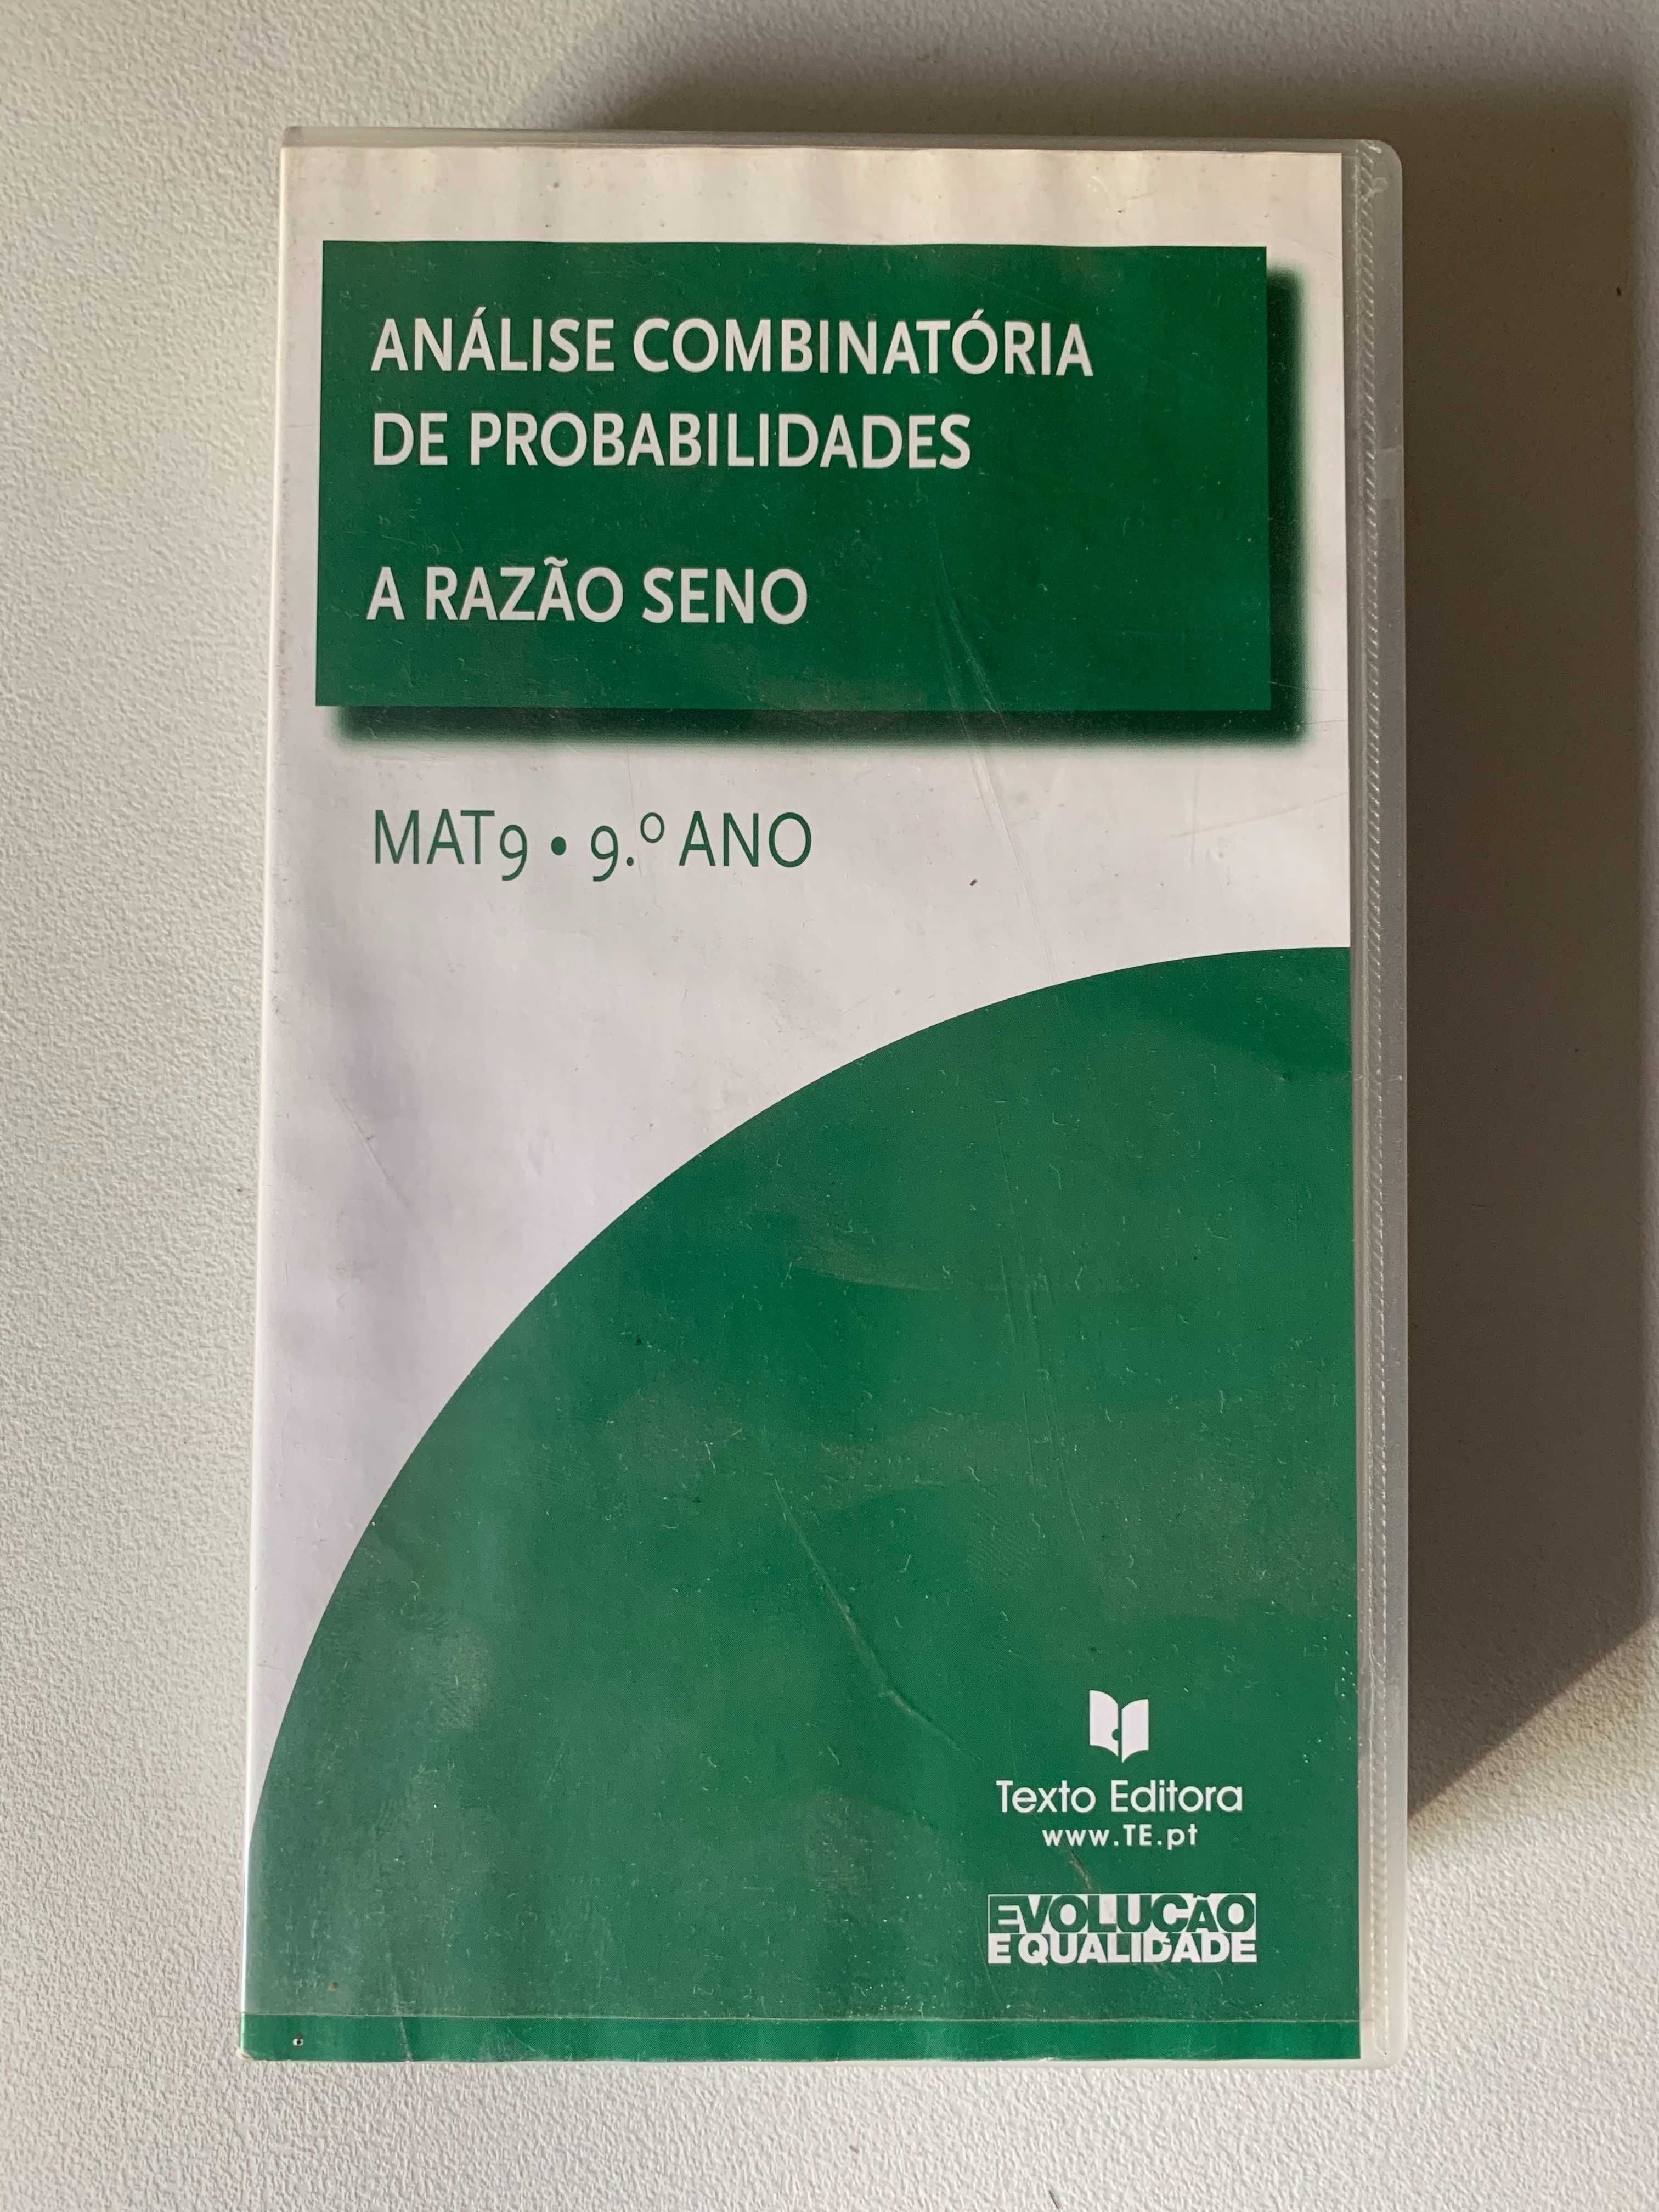 ANÁLISE COMBINATÓRIA
DE PROBABILIDADES
A RAZÃO SENO
MAT9 • 9.º ANO
Texto Editora
www.TE.pt
EVOLUÇÃO
E QUALIDADE